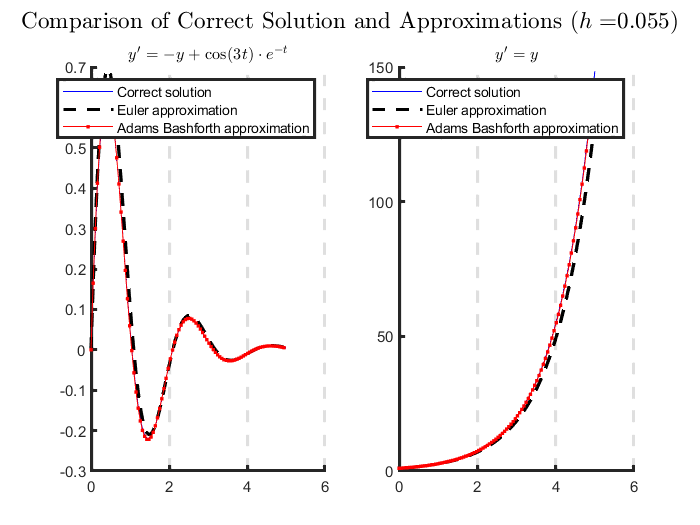 Comparison of Correct Solution and Approximations (h =0.055)
y′ = −y + cos(3t) · e^{−t}
y′ = y
0.7
Correct solution
Euler approximation
Adams Bashforth approximation
0.5
0.4
0.3
0.2
0.1
0
-0.1
-0.2
-0.3
0
2
4
6
150
Correct solution
Euler approximation
Adams Bashforth approximation
100
50
0
0
2
4
6